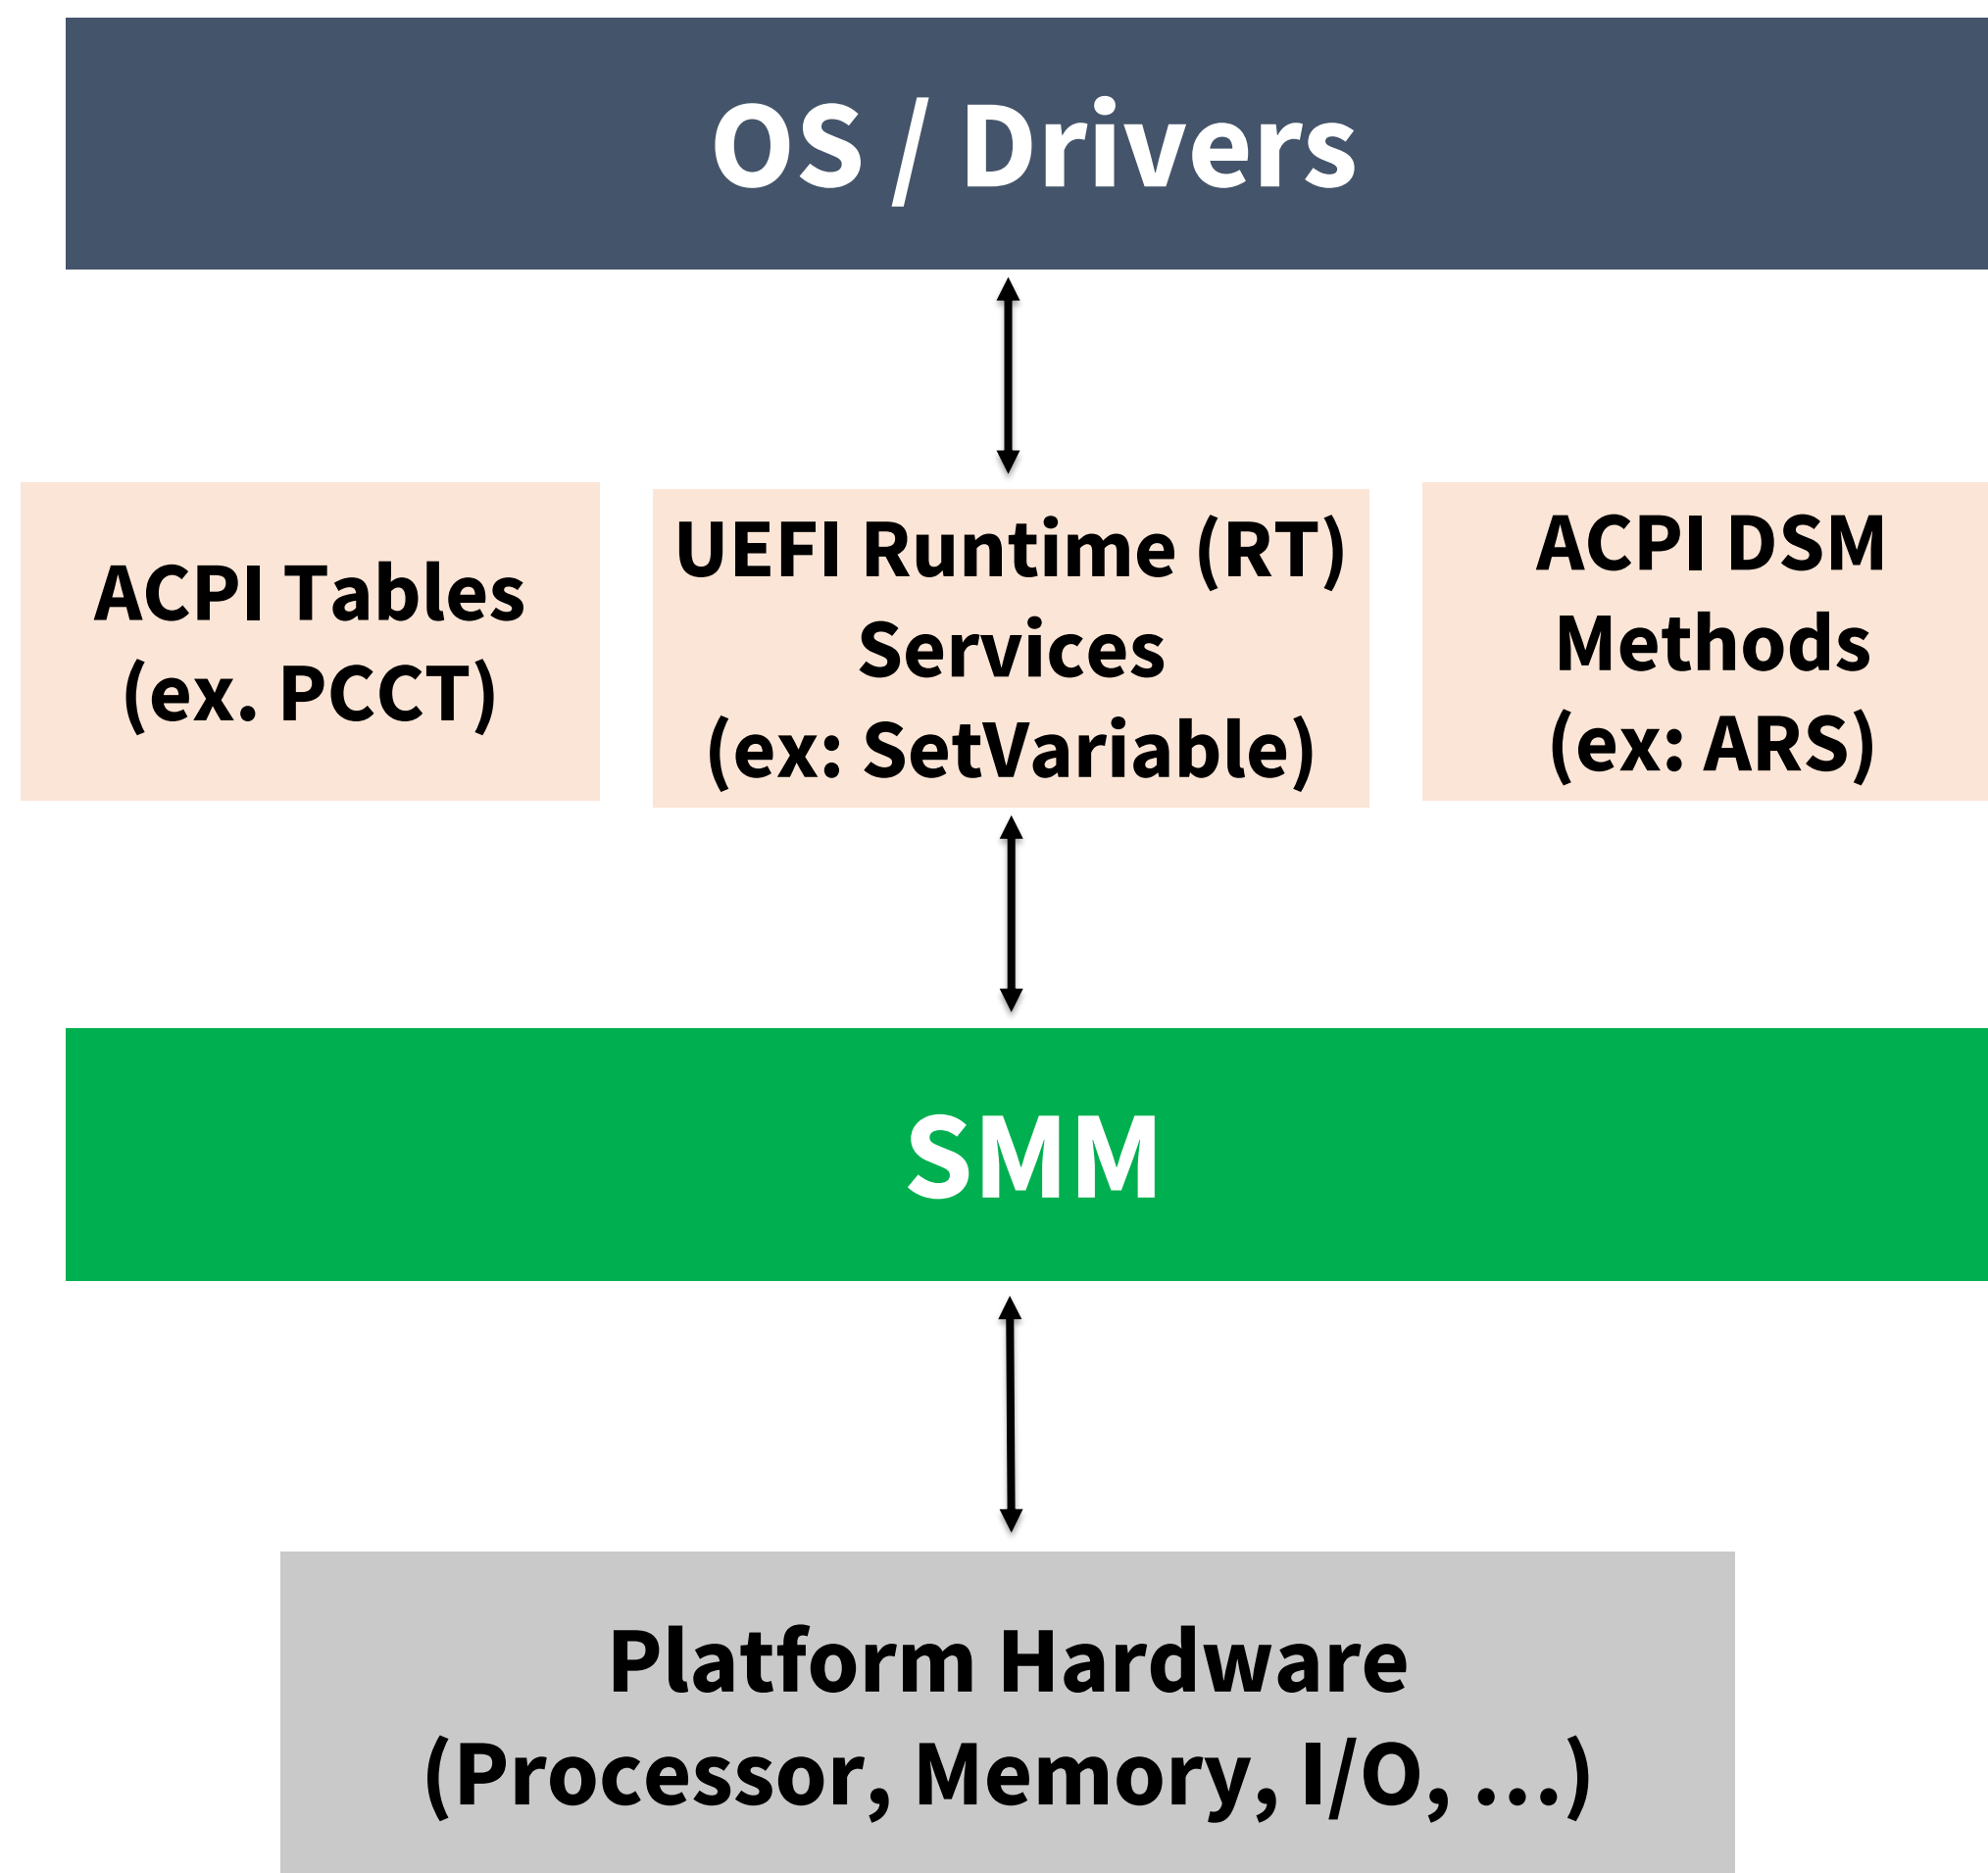 OS / Drivers
ACPI Tables
(ex. PCCT)
UEFI Runtime (RT)
Services
(ex: SetVariable)
ACPI DSM
Methods
(ex: ARS)
SMM
Platform Hardware
(Processor, Memory, I/O, ...)